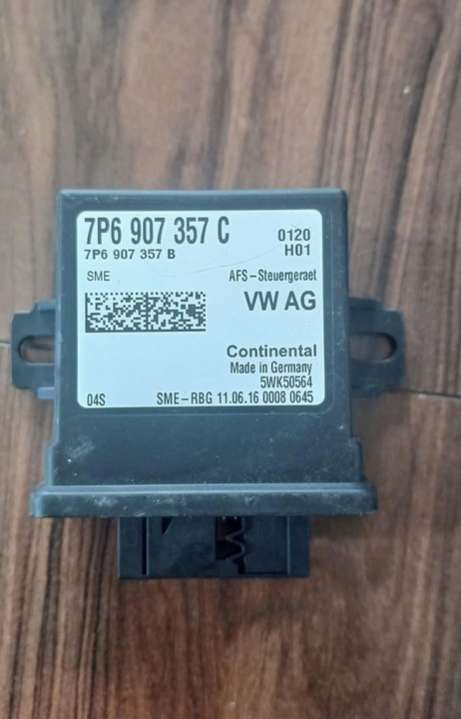 7P6 907 357 C
0120
7P6 907 357 B
H01
SME
AFS-Steuergeraet
VW AG
Continental
Made in Germany
5WK50564
04S
SME-RBG 11.06.16 0008 0645